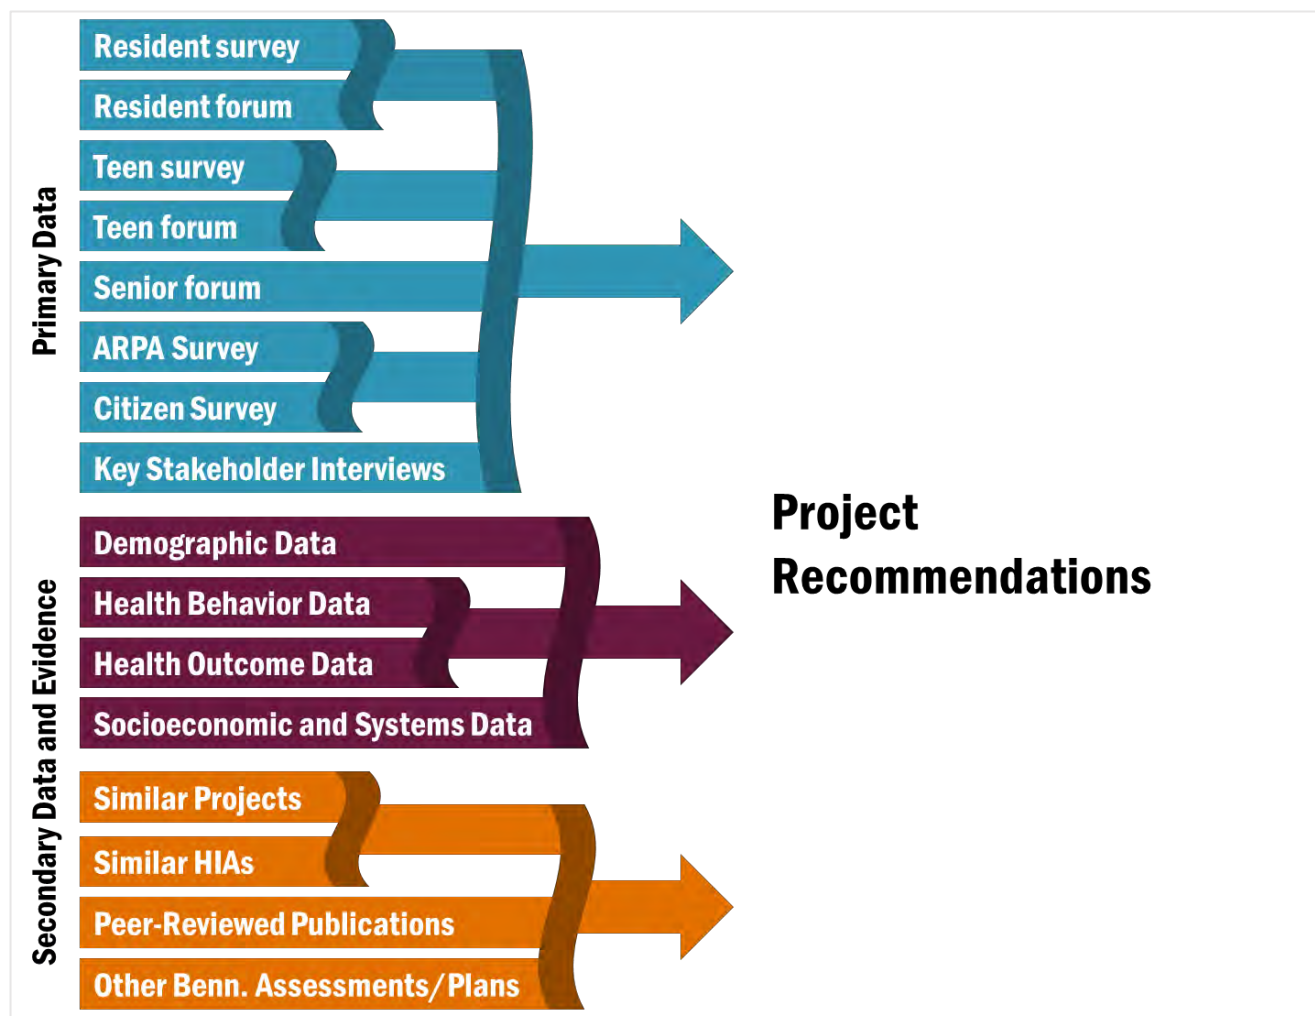 Primary Data
Resident survey
Resident forum
Teen survey
Teen forum
Senior forum
ARPA Survey
Citizen Survey
Key Stakeholder Interviews
Secondary Data and Evidence
Demographic Data
Health Behavior Data
Health Outcome Data
Socioeconomic and Systems Data
Similar Projects
Similar HIAs
Peer-Reviewed Publications
Other Benn. Assessments/Plans
Project
Recommendations